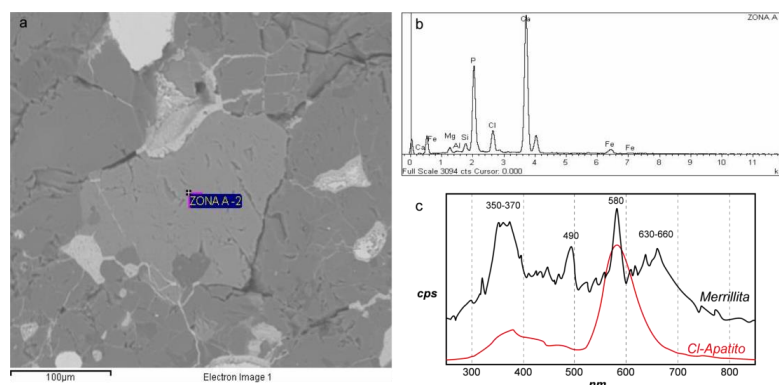 a
ZONA A -2
100µm
Electron Image 1
b
ZONA.A
Ca
P
Cl
Mg
Al
Si
Fe
Ca
Fe
Fe
0 1 2 3 4 5 6 7 8 9 10 11
k
Full Scale 3094 cts Cursor: 0.000
c
350-370
490
580
630-660
cps
Merrillita
Cl-Apatito
300 400 500 600 700 800
nm